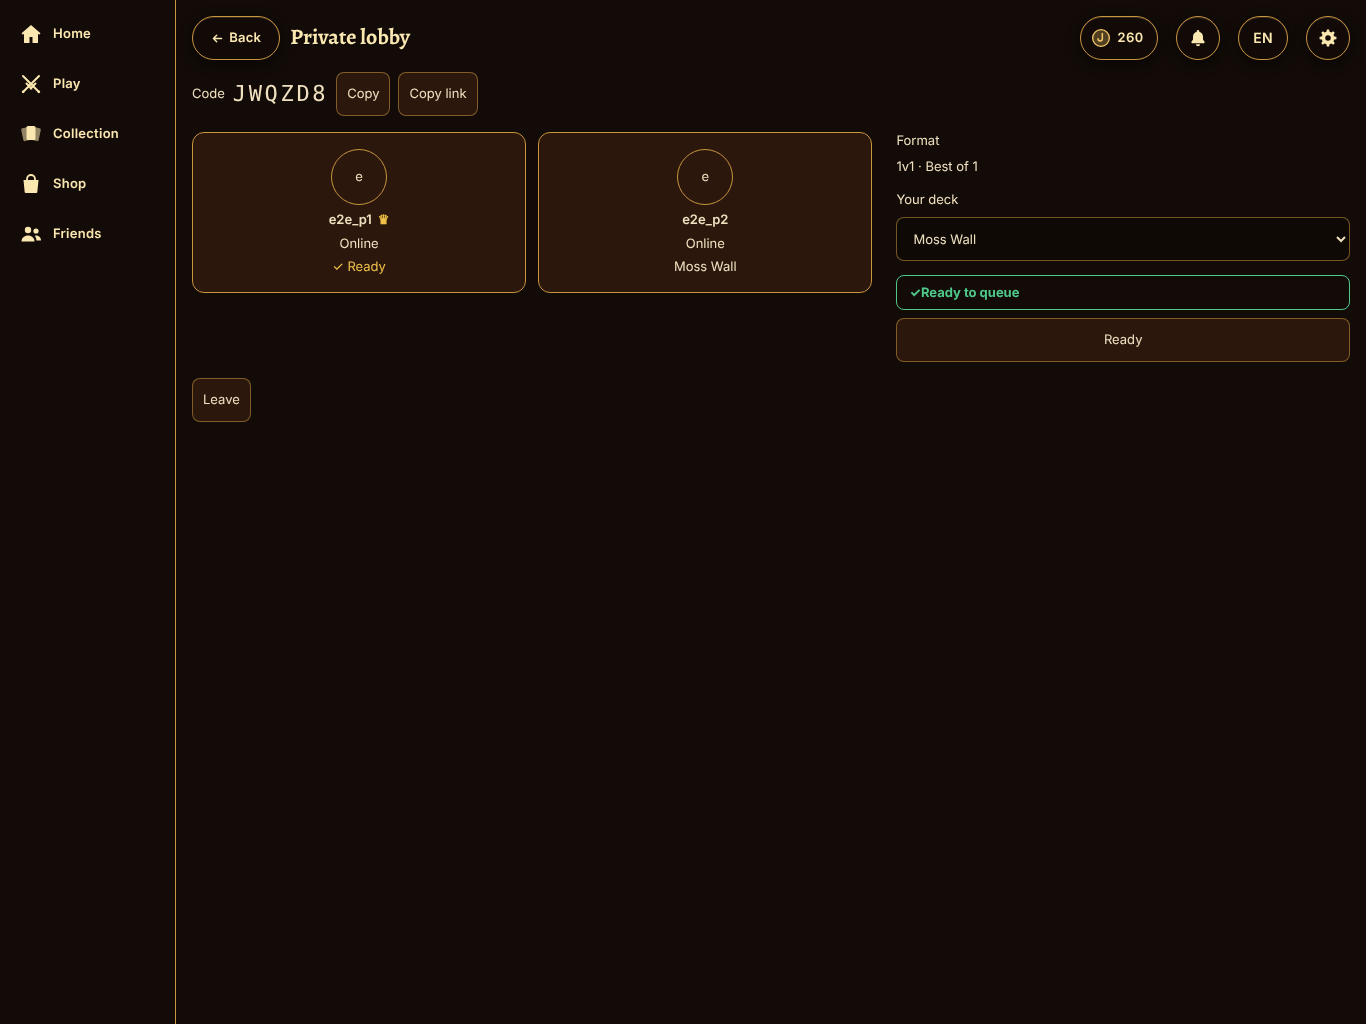 Home
Play
Collection
Shop
Friends
← Back
Private lobby
J 260
EN
Code JWQZD8 Copy Copy link
e
e2e_p1 ♛
Online
✓ Ready
e
e2e_p2
Online
Moss Wall
Format
1v1 · Best of 1
Your deck
Moss Wall
✓Ready to queue
Ready
Leave